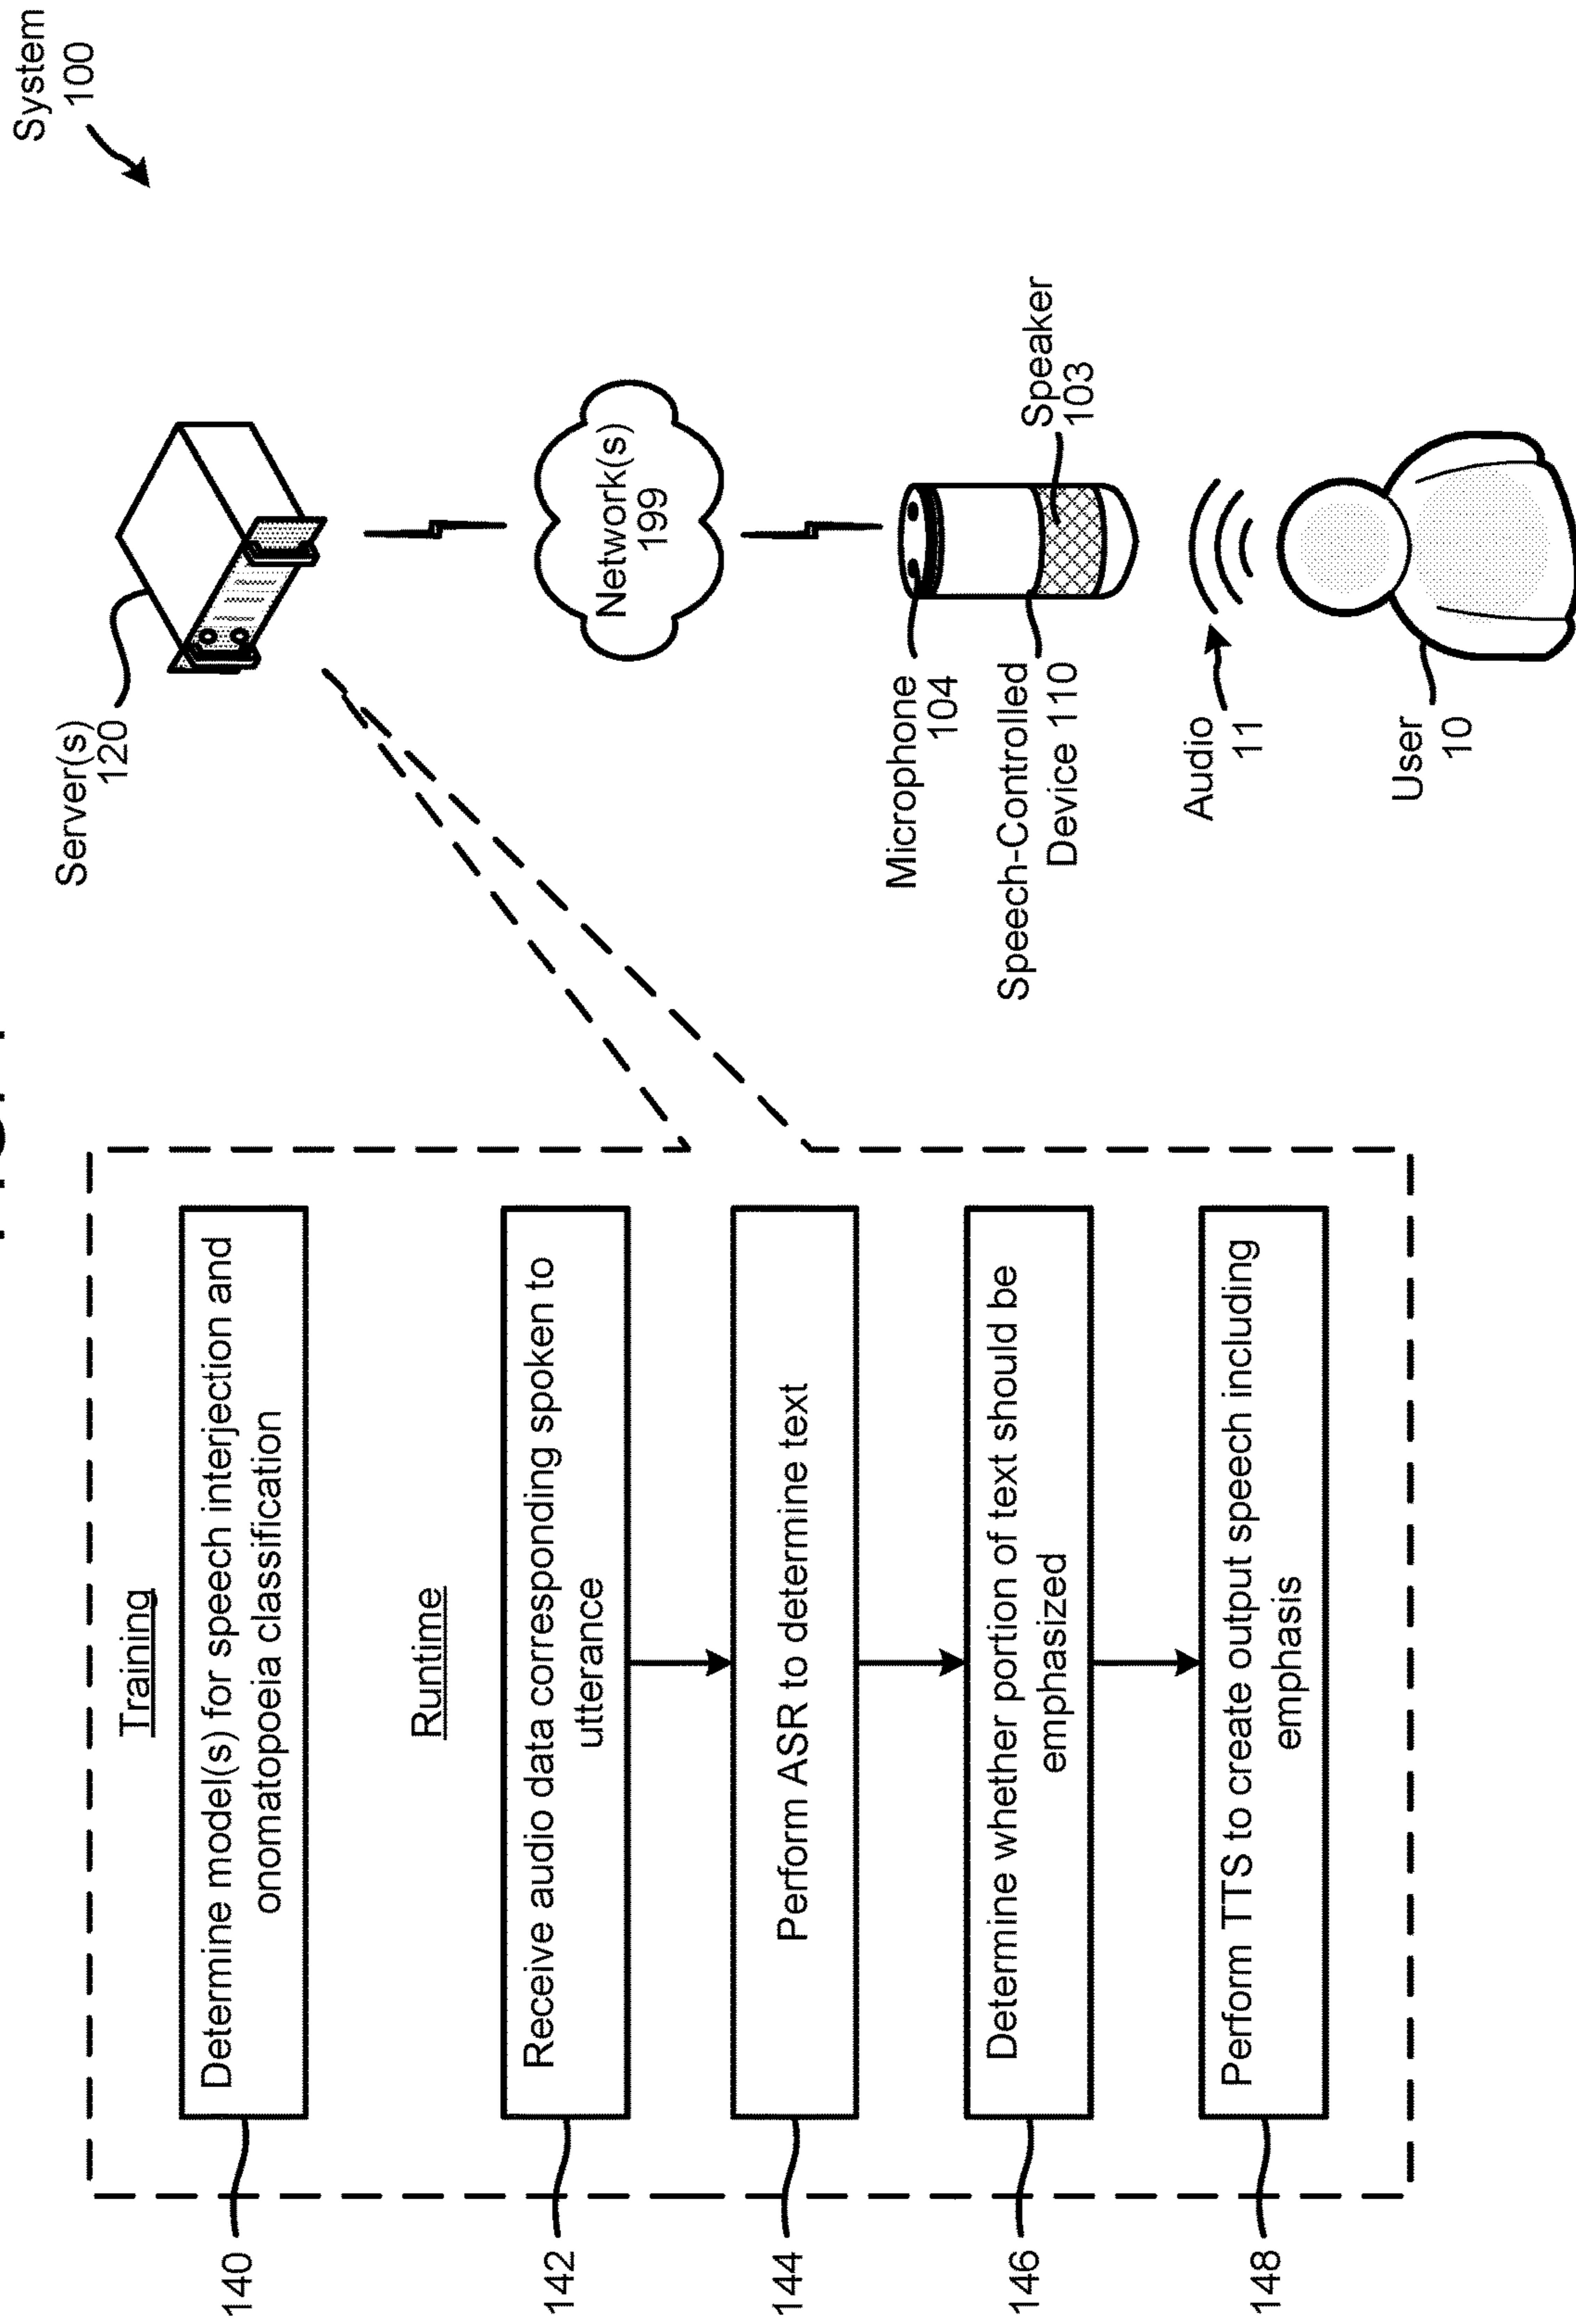 System
100
Training
140
Determine model(s) for speech interjection and
onomatopoeia classification
Runtime
142
Receive audio data corresponding spoken to
utterance
144
Perform ASR to determine text
146
Determine whether portion of text should be
emphasized
148
Perform TTS to create output speech including
emphasis
Server(s)
120
Network(s)
199
Microphone
104
Speaker
103
Speech-Controlled
Device 110
Audio
11
User
10